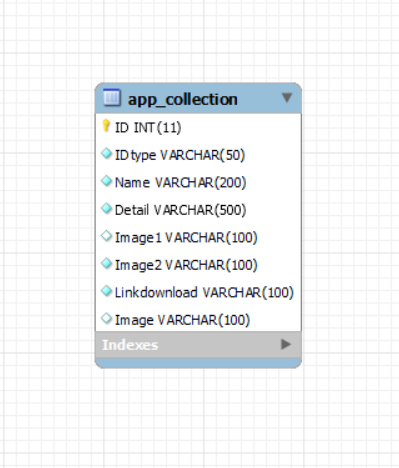 app_collection
ID INT(11)
IDtype VARCHAR(50)
Name VARCHAR(200)
Detail VARCHAR(500)
Image1 VARCHAR(100)
Image2 VARCHAR(100)
Linkdownload VARCHAR(100)
Image VARCHAR(100)
Indexes